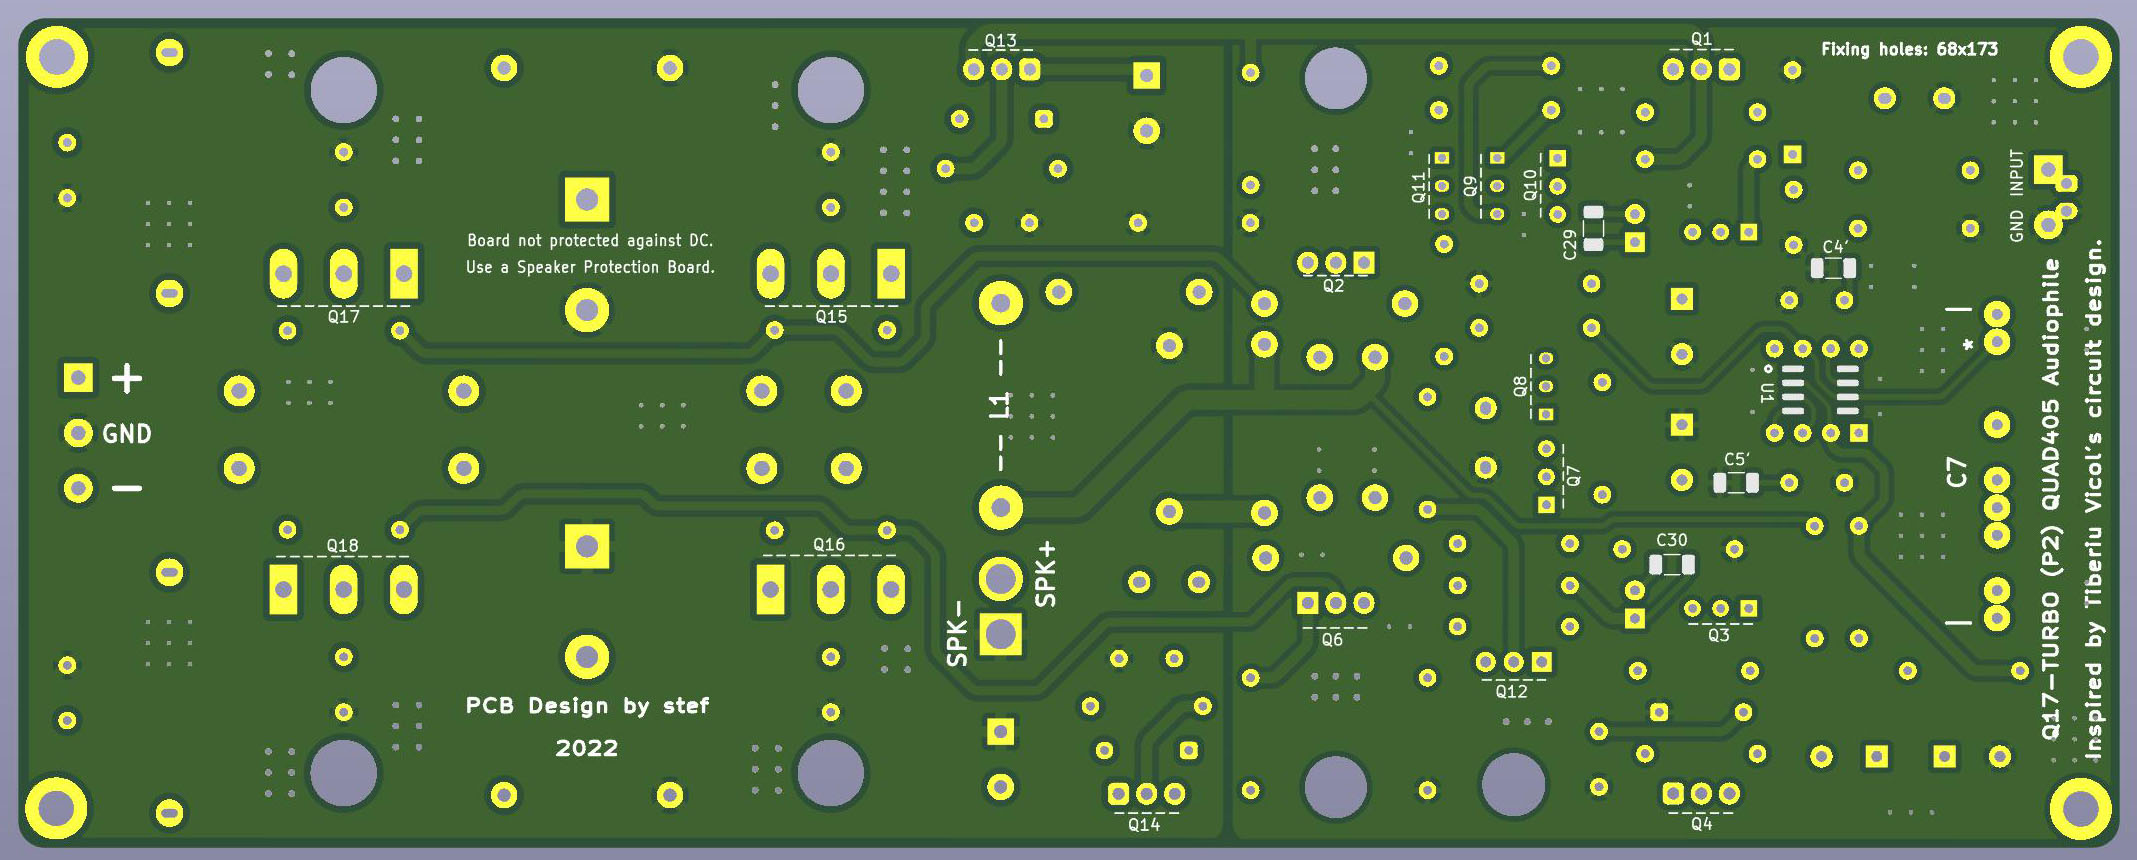 Q13
Q1
Fixing holes: 68x173
Q11
Q9
Q10
C29
GND INPUT
Board not protected against DC.
Use a Speaker Protection Board.
Q2
C4'
Q17
Q15
*
+
GND
-
L1
Q8
U1
Q7
C5'
C7
Q18
Q16
SPK+
SPK-
C30
Q6
Q3
Q12
PCB Design by stef
2022
Q14
Q4
Q17-TURBO (P2) QUAD405 Audiophile
Inspired by Tiberiu Vicol's circuit design.